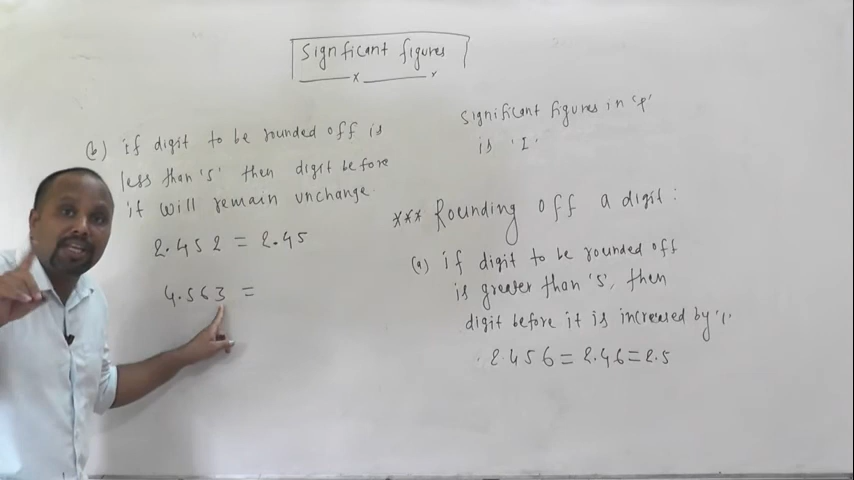 Signficant figures
(b) if digit to be rounded off is
less than '5' then digit before
it will remain unchange.
2.452 = 2.45
4.563 =
Significant figures in 'P'
is '1'
*** Rounding off a digit:
(a) if digit to be rounded off
is greater than '5', then
digit before it is increased by '1'.
2.456 = 2.46 = 2.5